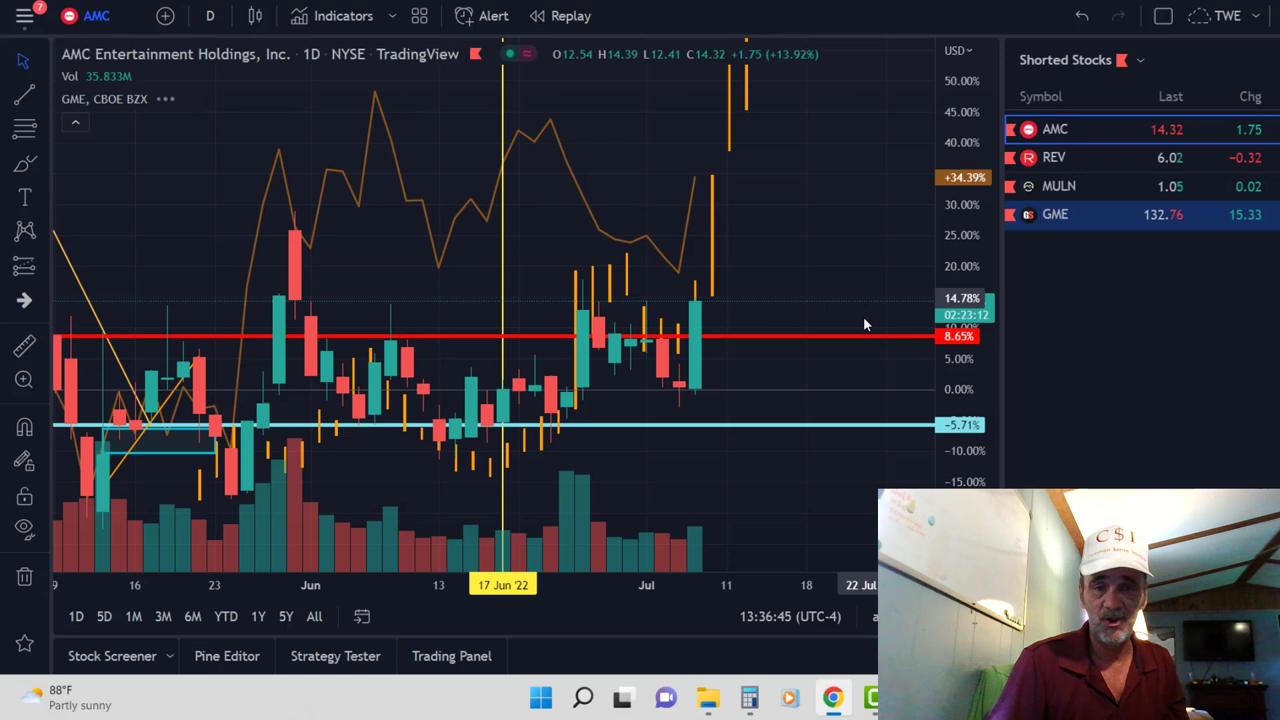 7
AMC
D
Indicators
Alert
Replay
TWE
AMC Entertainment Holdings, Inc. · 1D · NYSE · TradingView
O12.54 H14.39 L12.41 C14.32 +1.75 (+13.92%)
Vol 35.833M
GME, CBOE BZX
USD
50.00%
45.00%
40.00%
+34.39%
30.00%
25.00%
20.00%
14.78%
02:23:12
10.00%
8.65%
5.00%
0.00%
−5.71%
−10.00%
−15.00%
Shorted Stocks
Symbol Last Chg
AMC 14.32 1.75
REV 6.02 −0.32
MULN 1.05 0.02
GME 132.76 15.33
9 16 23 Jun 13 17 Jun '22 Jul 11 18 22 Jul
1D 5D 1M 3M 6M YTD 1Y 5Y All
13:36:45 (UTC-4)
Stock Screener
Pine Editor
Strategy Tester
Trading Panel
C$I
88°F
Partly sunny